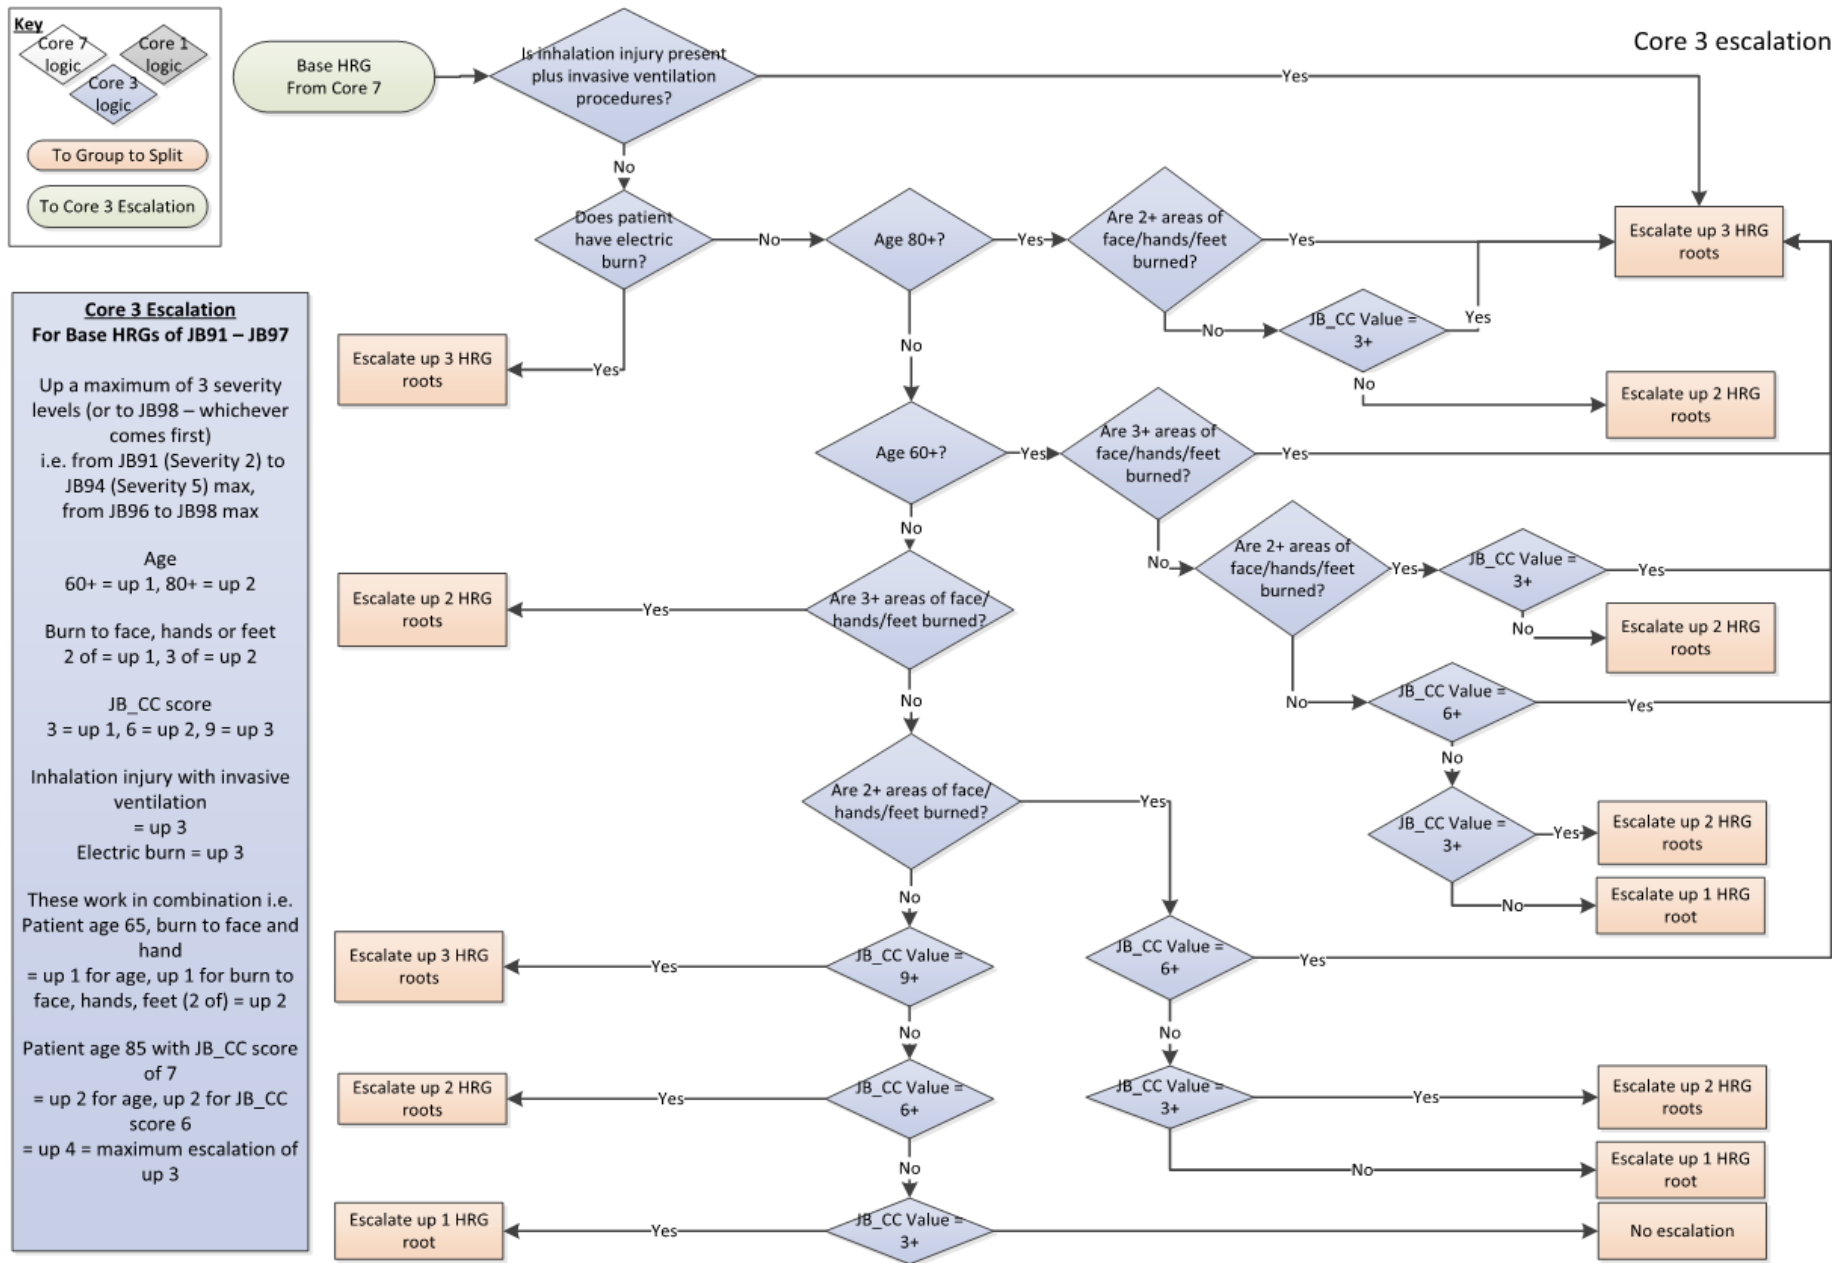 Key
Core 7
logic
Core 1
logic
Core 3
logic
To Group to Split
To Core 3 Escalation
Core 3 escalation
Base HRG
From Core 7
Is inhalation injury present
plus invasive ventilation
procedures?
Yes
No
Does patient
have electric
burn?
No
Age 80+?
Yes
Are 2+ areas of
face/hands/feet
burned?
Yes
Escalate up 3 HRG
roots
No
JB_CC Value =
3+
Yes
No
Escalate up 2 HRG
roots
Yes
Escalate up 3 HRG
roots
No
Age 60+?
Yes
Are 3+ areas of
face/hands/feet
burned?
Yes
No
Are 2+ areas of
face/hands/feet
burned?
Yes
JB_CC Value =
3+
Yes
No
Escalate up 2 HRG
roots
No
JB_CC Value =
6+
Yes
No
JB_CC Value =
3+
Yes
Escalate up 2 HRG
roots
No
Escalate up 1 HRG
root
No
Are 3+ areas of face/
hands/feet burned?
Yes
Escalate up 2 HRG
roots
No
Are 2+ areas of face/
hands/feet burned?
Yes
JB_CC Value =
6+
Yes
No
JB_CC Value =
3+
Yes
Escalate up 2 HRG
roots
No
Escalate up 1 HRG
root
No
JB_CC Value =
9+
Yes
Escalate up 3 HRG
roots
No
JB_CC Value =
6+
Yes
Escalate up 2 HRG
roots
No
JB_CC Value =
3+
Yes
Escalate up 1 HRG
root
No escalation
Core 3 Escalation
For Base HRGs of JB91 – JB97
Up a maximum of 3 severity
levels (or to JB98 – whichever
comes first)
i.e. from JB91 (Severity 2) to
JB94 (Severity 5) max,
from JB96 to JB98 max
Age
60+ = up 1, 80+ = up 2
Burn to face, hands or feet
2 of = up 1, 3 of = up 2
JB_CC score
3 = up 1, 6 = up 2, 9 = up 3
Inhalation injury with invasive
ventilation
= up 3
Electric burn = up 3
These work in combination i.e.
Patient age 65, burn to face and
hand
= up 1 for age, up 1 for burn to
face, hands, feet (2 of) = up 2
Patient age 85 with JB_CC score
of 7
= up 2 for age, up 2 for JB_CC
score 6
= up 4 = maximum escalation of
up 3